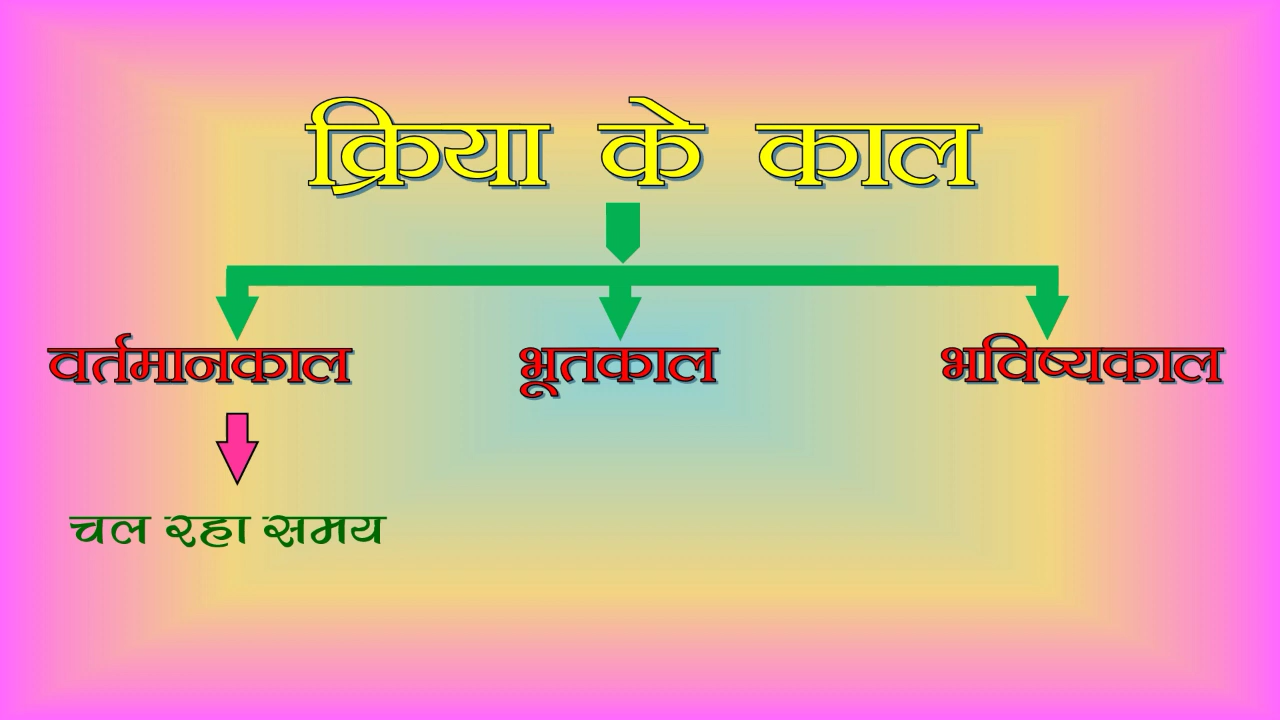 क्रिया के काल
वर्तमानकाल भूतकाल भविष्यकाल
चल रहा समय